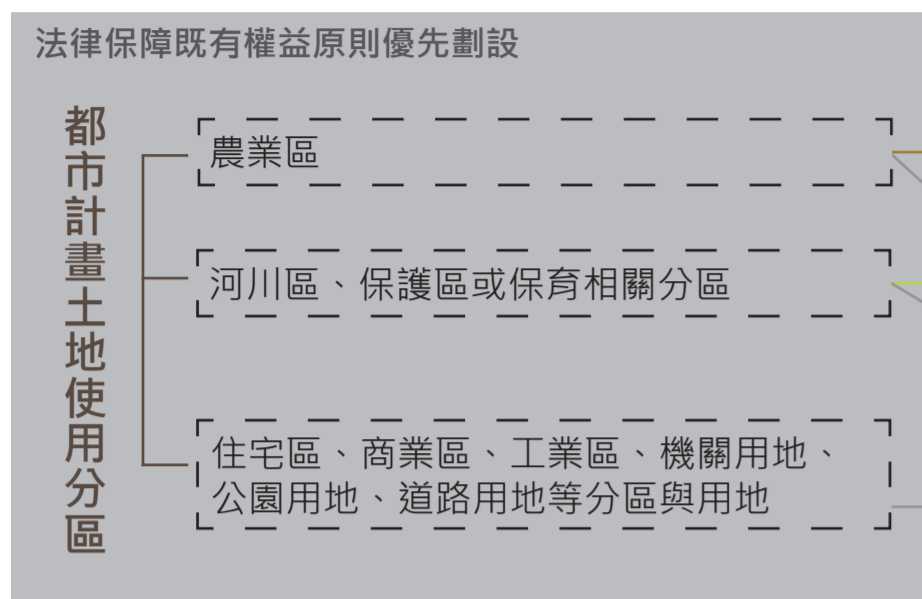 法律保障既有權益原則優先劃設
都市計畫土地使用分區
農業區
河川區、保護區或保育相關分區
住宅區、商業區、工業區、機關用地、
公園用地、道路用地等分區與用地